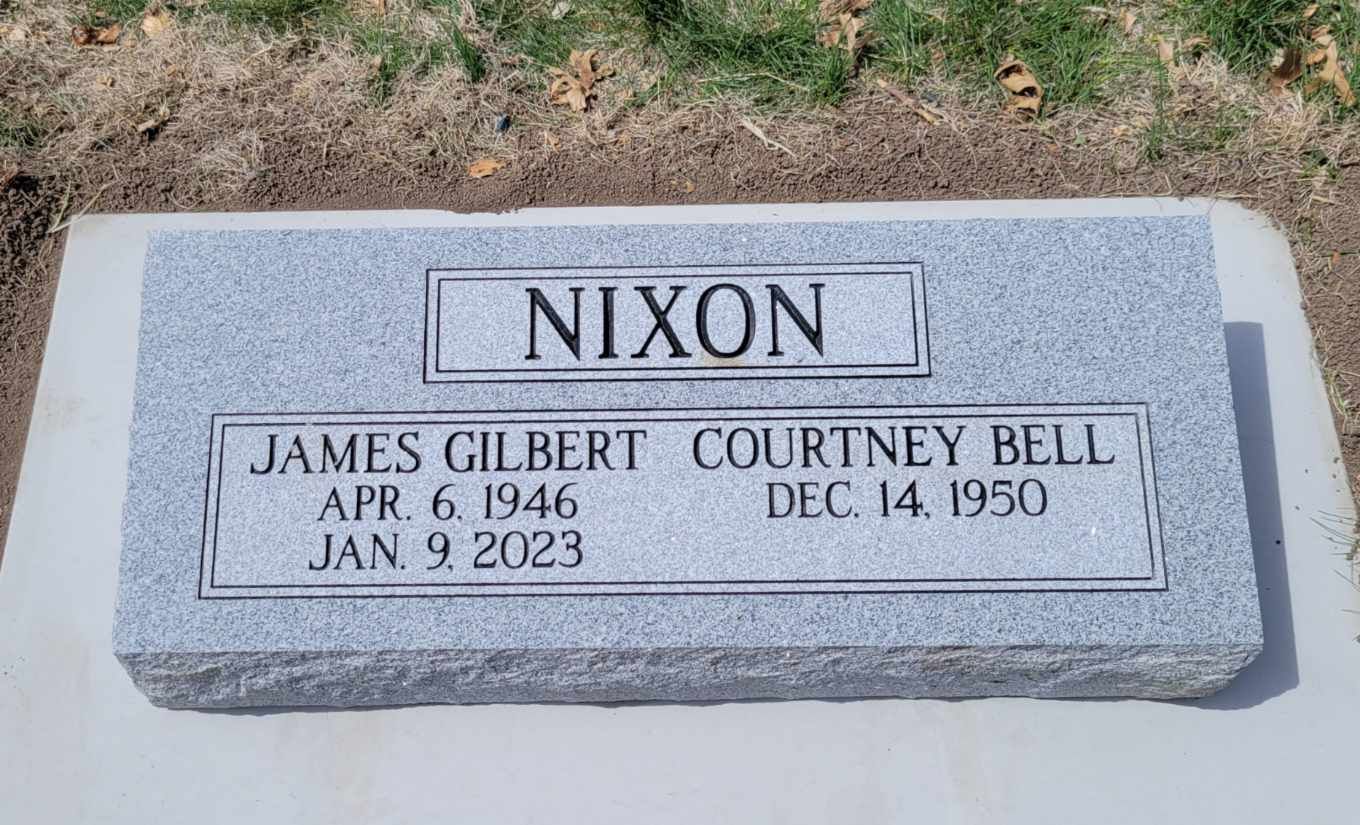 NIXON
JAMES GILBERT
APR. 6, 1946
JAN. 9, 2023
COURTNEY BELL
DEC. 14, 1950